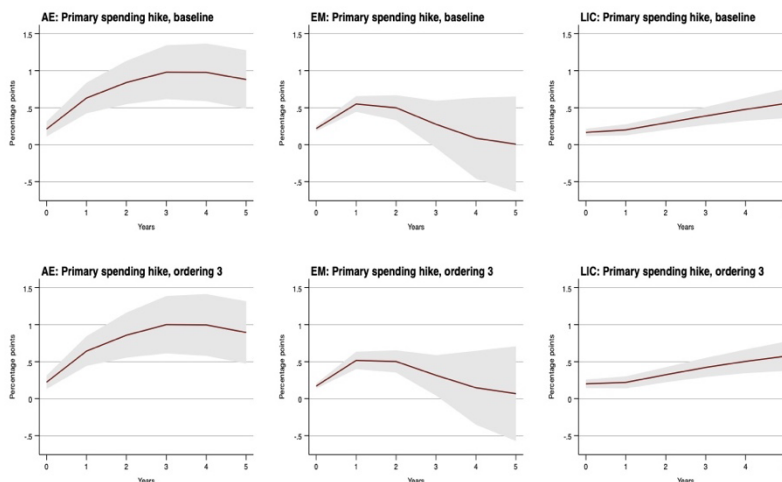 AE: Primary spending hike, baseline
EM: Primary spending hike, baseline
LIC: Primary spending hike, baseline
Percentage points
1.5
1
.5
0
-.5
0 1 2 3 4 5
Years
Percentage points
1.5
1
.5
0
-.5
0 1 2 3 4 5
Years
Percentage points
1.5
1
.5
0
-.5
0 1 2 3 4
Years
AE: Primary spending hike, ordering 3
EM: Primary spending hike, ordering 3
LIC: Primary spending hike, ordering 3
Percentage points
1.5
1
.5
0
-.5
0 1 2 3 4 5
Years
Percentage points
1.5
1
.5
0
-.5
0 1 2 3 4 5
Years
Percentage points
1.5
1
.5
0
-.5
0 1 2 3 4
Years